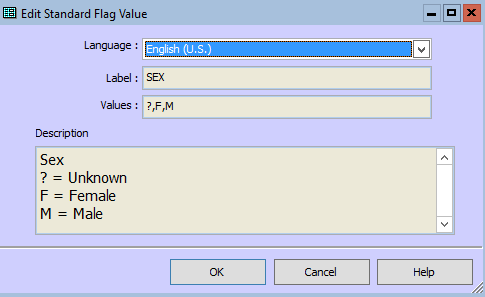 Edit Standard Flag Value
Language : English (U.S.)
Label : SEX
Values : ?,F,M
Description
Sex
? = Unknown
F = Female
M = Male
OK Cancel Help